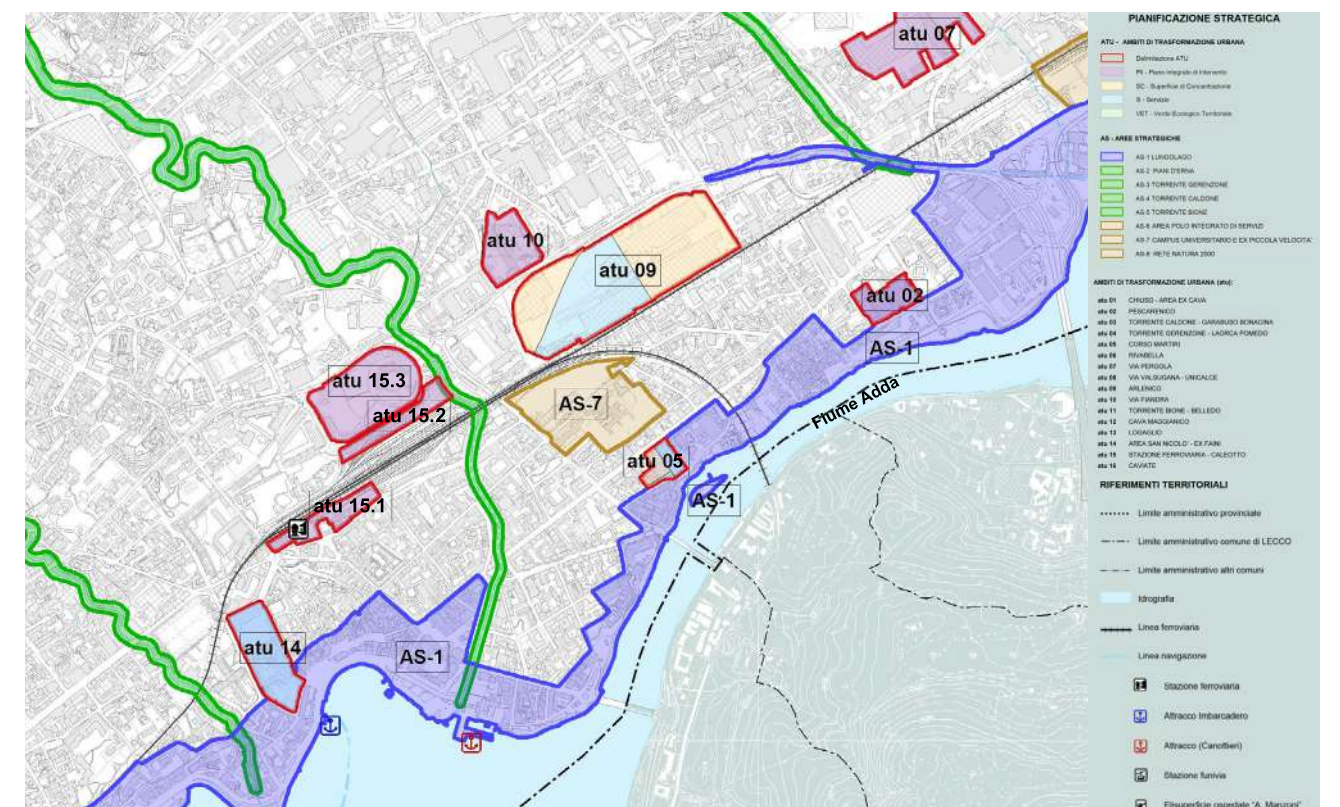 atu 07
atu 10
atu 09
atu 02
AS-1
atu 15.3
atu 15.2
AS-7
Fiume Adda
atu 05
AS-1
atu 15.1
atu 14
AS-1
PIANIFICAZIONE STRATEGICA
ATU - AMBITI DI TRASFORMAZIONE URBANA
Delimitazione ATU
PII - Piano Integrato di Intervento
SC - Superficie di Concentrazione
S - Servizio
VET - Verde Ecologico Territoriale
AS - AREE STRATEGICHE
AS-1 LUNGOLAGO
AS-2 PIANI D'ERNA
AS-3 TORRENTE GERENZONE
AS-4 TORRENTE CALDONE
AS-5 TORRENTE BIONE
AS-6 AREA POLO INTEGRATO DI SERVIZI
AS-7 CAMPUS UNIVERSITARIO E EX PICCOLA VELOCITA'
AS-8 RETE NATURA 2000
AMBITI DI TRASFORMAZIONE URBANA (atu):
atu 01 CHIUSO - AREA EX CAVA
atu 02 PESCARENICO
atu 03 TORRENTE CALDONE - GARABUSO BONACINA
atu 04 TORRENTE GERENZONE - LAORCA POMEDO
atu 05 CORSO MARTIRI
atu 06 RIVABELLA
atu 07 VIA PERGOLA
atu 08 VIA VALSUGANA - UNICALCE
atu 09 ARLENICO
atu 10 VIA FIANDRA
atu 11 TORRENTE BIONE - BELLEDO
atu 12 CAVA MAGGIANICO
atu 13 LOGAGLIO
atu 14 AREA SAN NICOLO' - EX FAINI
atu 15 STAZIONE FERROVIARIA - CALEOTTO
atu 16 CAVIATE
RIFERIMENTI TERRITORIALI
Limite amministrativo provinciale
Limite amministrativo comune di LECCO
Limite amministrativo altri comuni
Idrografia
Linea ferroviaria
Linea navigazione
Stazione ferroviaria
Attracco Imbarcadero
Attracco (Canottieri)
Stazione funivia
Elisuperficie ospedale "A. Manzoni"